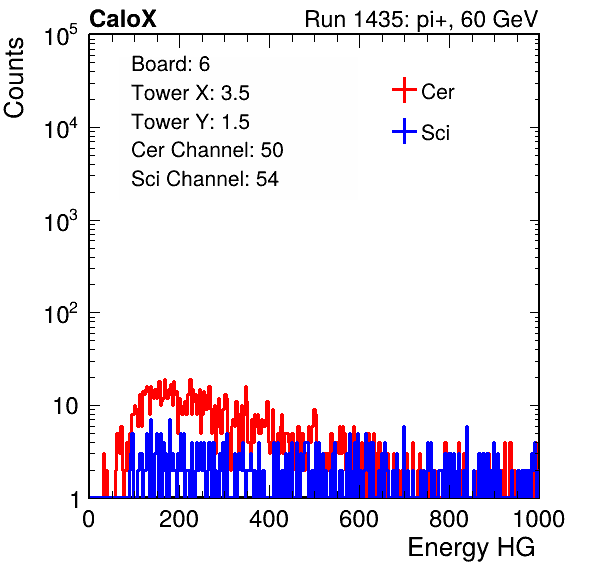 CaloX Run 1435: pi+, 60 GeV
Counts
Board: 6
Tower X: 3.5
Tower Y: 1.5
Cer Channel: 50
Sci Channel: 54
Cer
Sci
10^5
10^4
10^3
10^2
10
1
0 200 400 600 800 1000
Energy HG